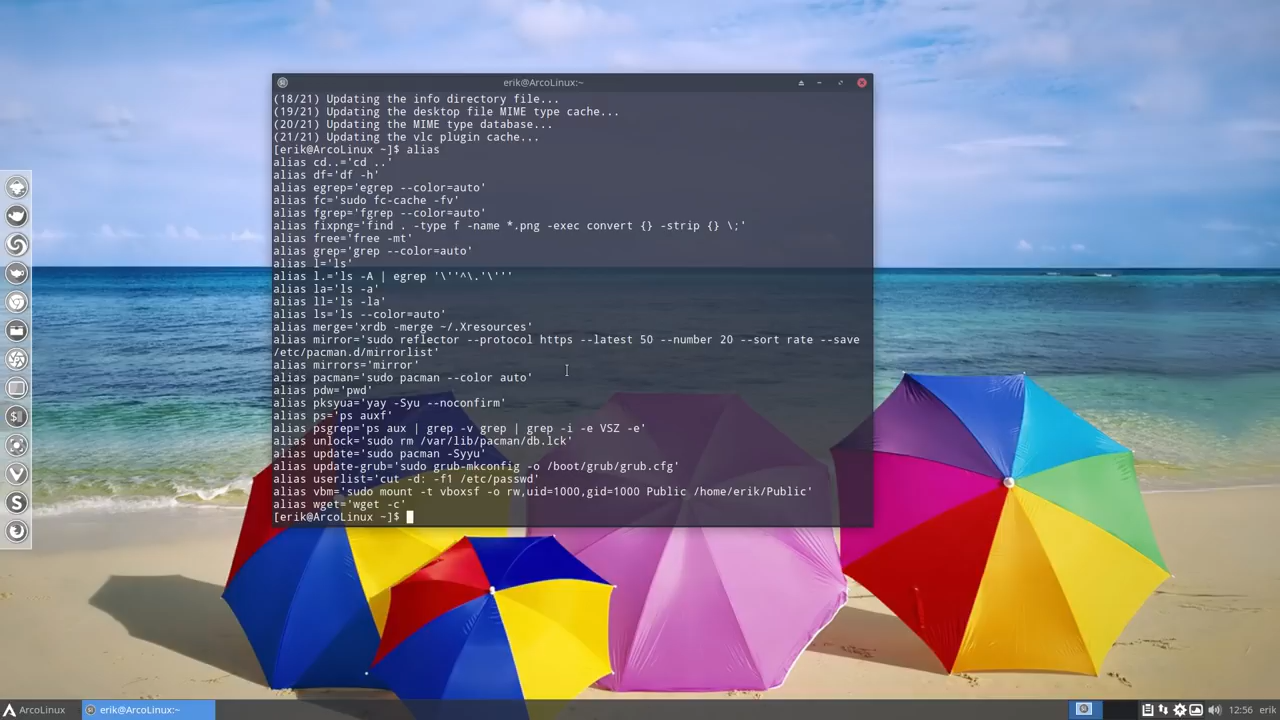 erik@ArcoLinux:~
(18/21) Updating the info directory file...
(19/21) Updating the desktop file MIME type cache...
(20/21) Updating the MIME type database...
(21/21) Updating the vlc plugin cache...
[erik@ArcoLinux ~]$ alias
alias cd..='cd ..'
alias df='df -h'
alias egrep='egrep --color=auto'
alias fc='sudo fc-cache -fv'
alias fgrep='fgrep --color=auto'
alias fixpng='find . -type f -name *.png -exec convert {} -strip {} \;'
alias free='free -mt'
alias grep='grep --color=auto'
alias l='ls'
alias l.='ls -A | egrep '\''^\.'\'''
alias la='ls -a'
alias ll='ls -la'
alias ls='ls --color=auto'
alias merge='xrdb -merge ~/.Xresources'
alias mirror='sudo reflector --protocol https --latest 50 --number 20 --sort rate --save
/etc/pacman.d/mirrorlist'
alias mirrors='mirror'
alias pacman='sudo pacman --color auto'
alias pdw='pwd'
alias pksyua='yay -Syu --noconfirm'
alias ps='ps auxf'
alias psgrep='ps aux | grep -v grep | grep -i -e VSZ -e'
alias unlock='sudo rm /var/lib/pacman/db.lck'
alias update='sudo pacman -Syyu'
alias update-grub='sudo grub-mkconfig -o /boot/grub/grub.cfg'
alias userlist='cut -d: -f1 /etc/passwd'
alias vbm='sudo mount -t vboxsf -o rw,uid=1000,gid=1000 Public /home/erik/Public'
alias wget='wget -c'
[erik@ArcoLinux ~]$
ArcoLinux erik@ArcoLinux:~ 12:56 erik